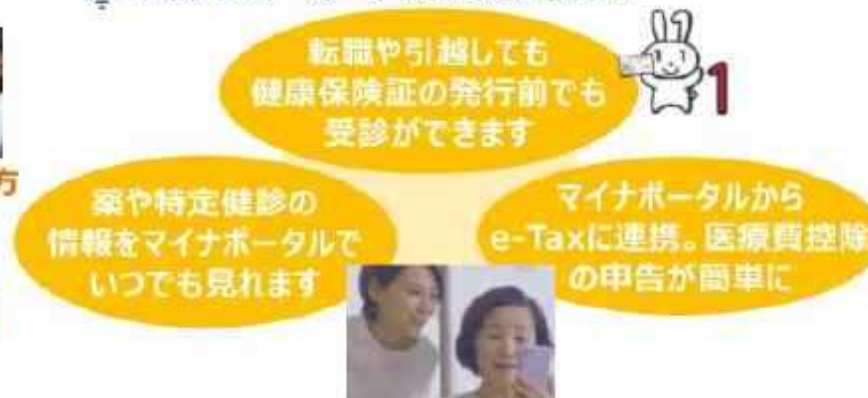 転職や引越しても
健康保険証の発行前でも
受診ができます
1
方
薬や特定健診の
情報をマイナポータルで
いつでも見れます
マイナポータルから
e-Taxに連携。医療費控除
の申告が簡単に